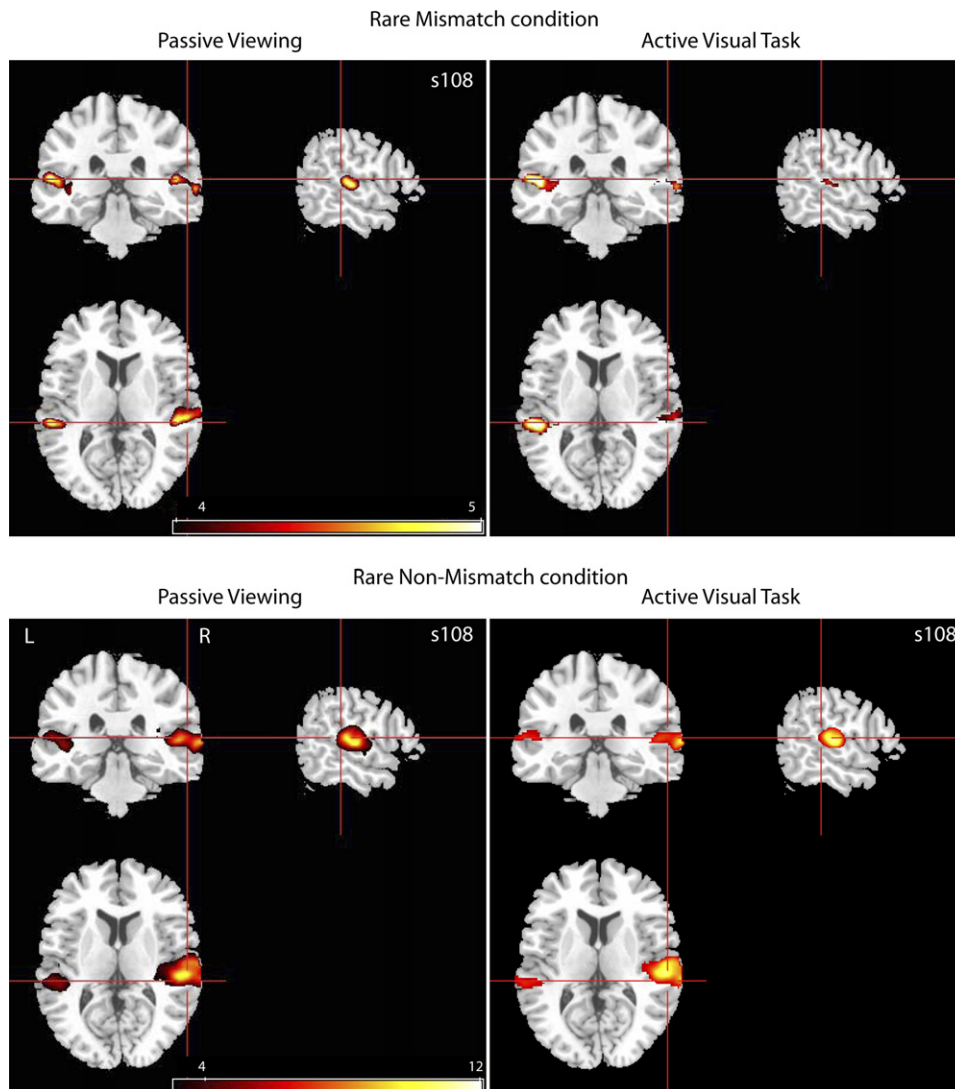 Rare Mismatch condition
Passive Viewing
Active Visual Task
s108
4
5
Rare Non-Mismatch condition
Passive Viewing
Active Visual Task
L
R
s108
s108
4
12